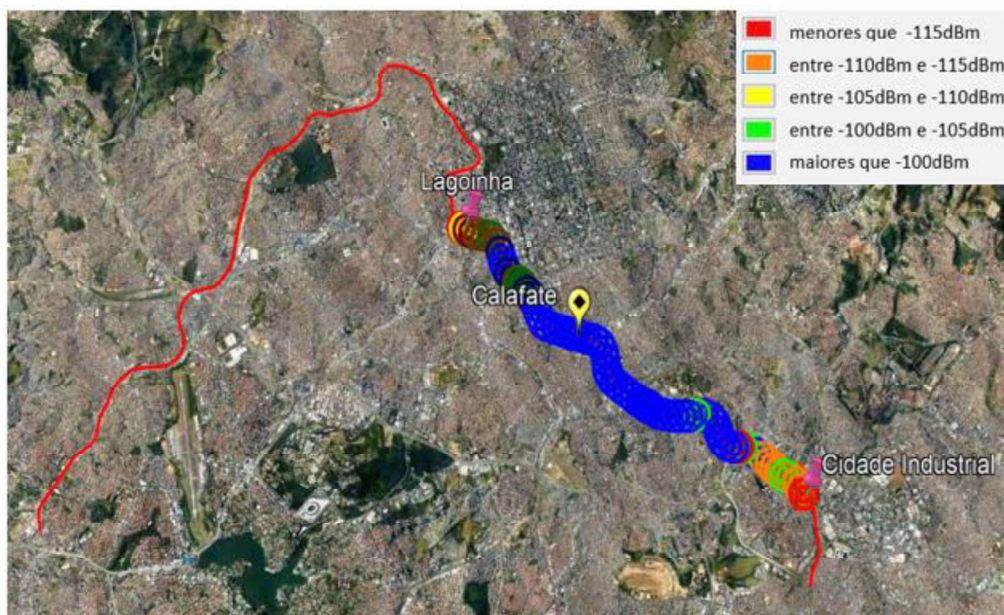 menores que -115dBm
entre -110dBm e -115dBm
entre -105dBm e -110dBm
entre -100dBm e -105dBm
maiores que -100dBm
Lagoinha
Calafate
Cidade Industrial